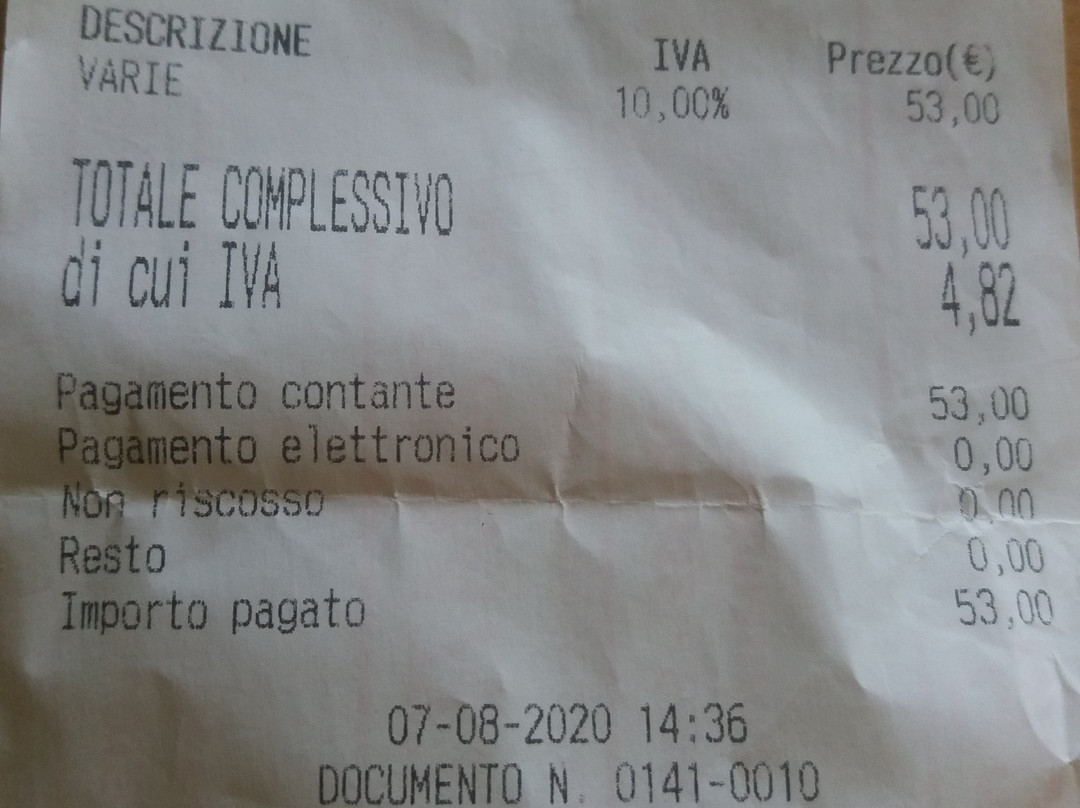 DESCRIZIONE IVA Prezzo(€)
VARIE 10,00% 53,00
TOTALE COMPLESSIVO 53,00
di cui IVA 4,82
Pagamento contante 53,00
Pagamento elettronico 0,00
Non riscosso 0,00
Resto 0,00
Importo pagato 53,00
07-08-2020 14:36
DOCUMENTO N. 0141-0010